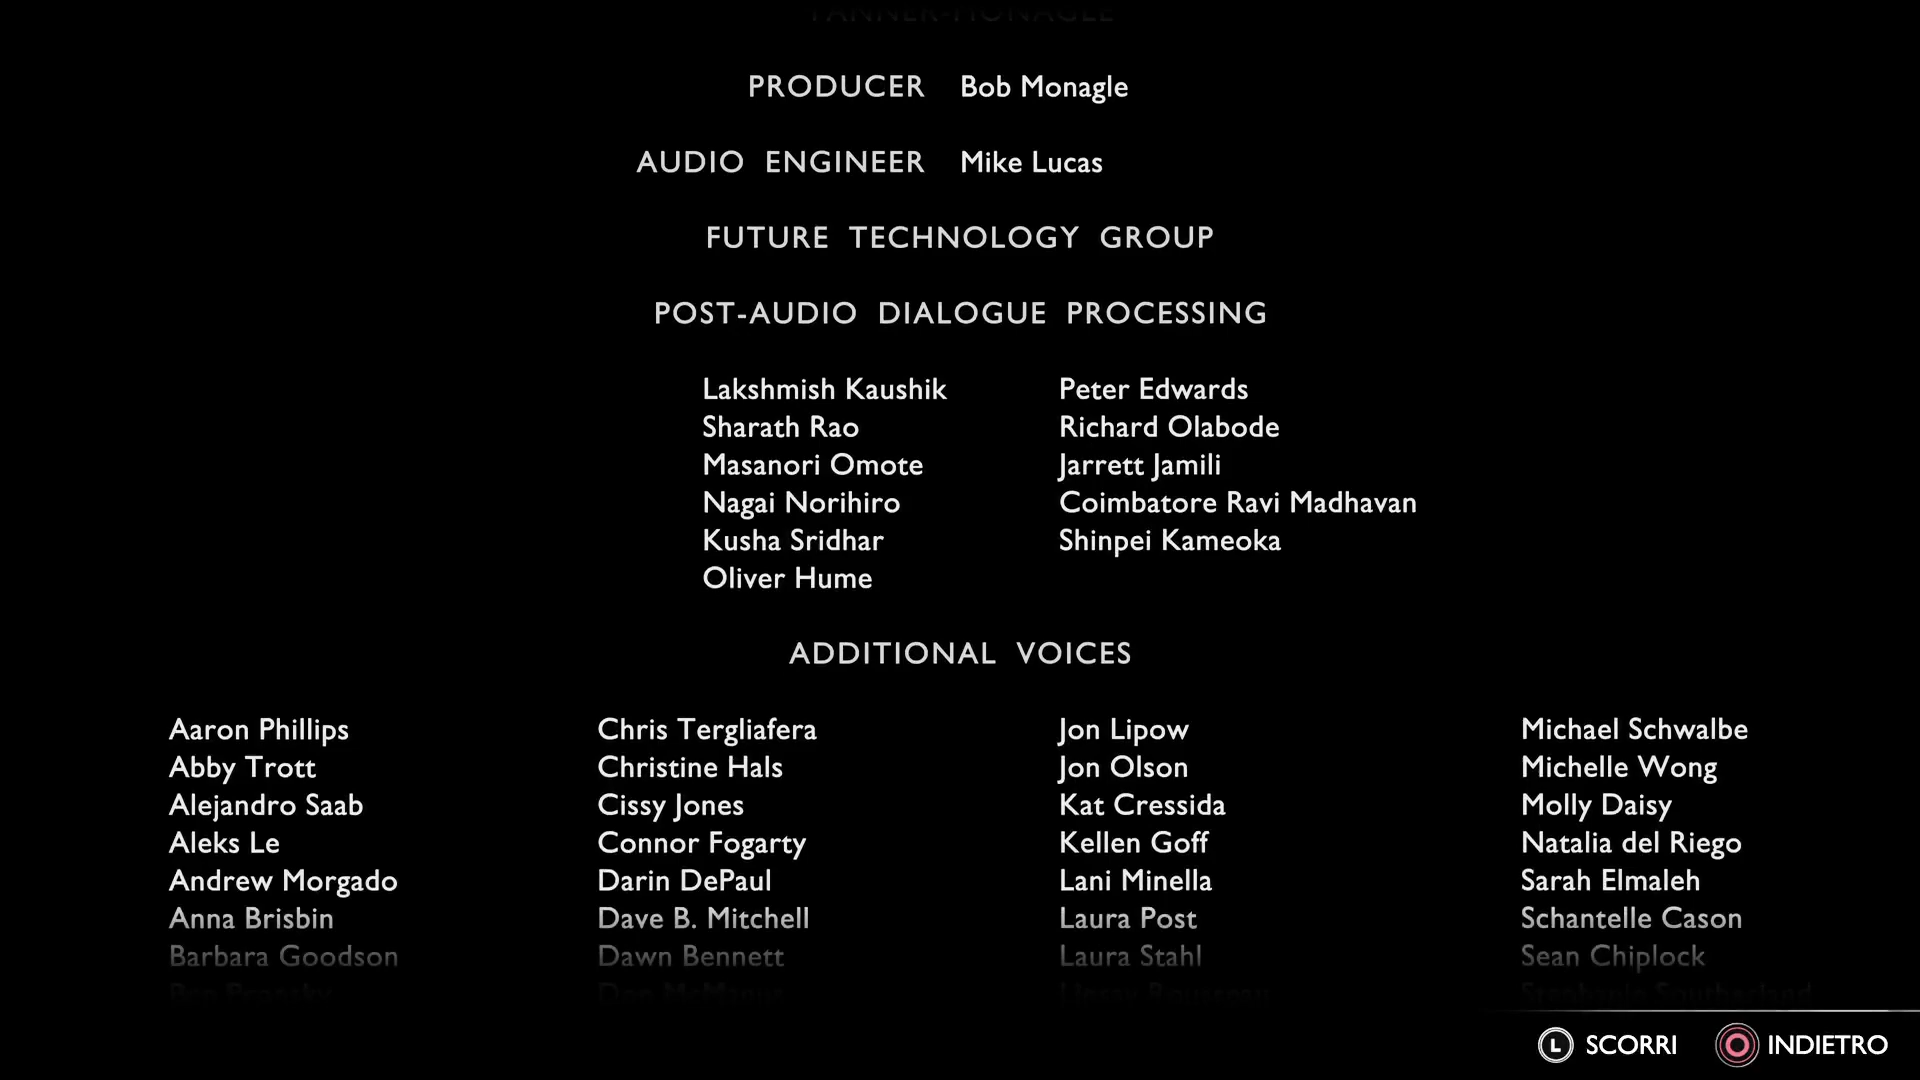 TANNER-MONAGLE
PRODUCER Bob Monagle
AUDIO ENGINEER Mike Lucas
FUTURE TECHNOLOGY GROUP
POST-AUDIO DIALOGUE PROCESSING
Lakshmish Kaushik Peter Edwards
Sharath Rao Richard Olabode
Masanori Omote Jarrett Jamili
Nagai Norihiro Coimbatore Ravi Madhavan
Kusha Sridhar Shinpei Kameoka
Oliver Hume
ADDITIONAL VOICES
Aaron Phillips Chris Tergliafera Jon Lipow Michael Schwalbe
Abby Trott Christine Hals Jon Olson Michelle Wong
Alejandro Saab Cissy Jones Kat Cressida Molly Daisy
Aleks Le Connor Fogarty Kellen Goff Natalia del Riego
Andrew Morgado Darin DePaul Lani Minella Sarah Elmaleh
Anna Brisbin Dave B. Mitchell Laura Post Schantelle Cason
Barbara Goodson Dawn Bennett Laura Stahl Sean Chiplock
L SCORRI INDIETRO